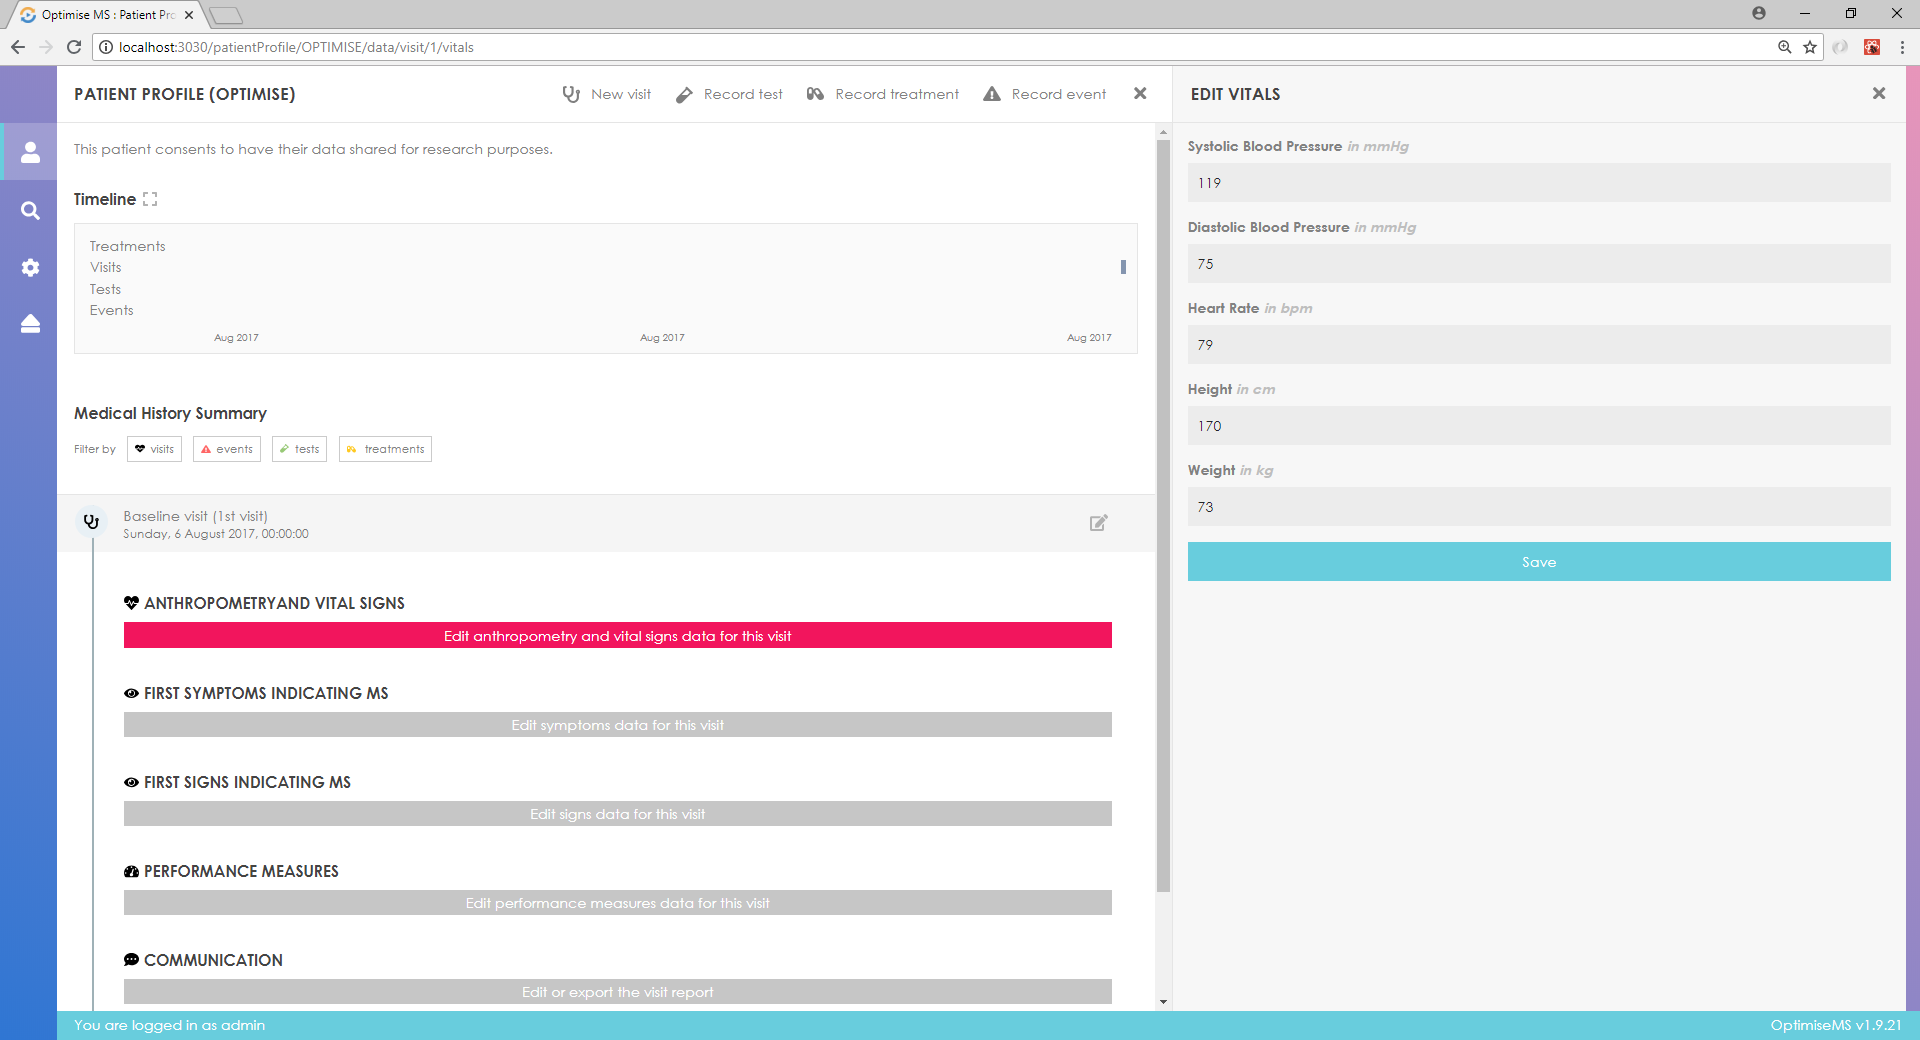 Optimise MS : Patient Pro
localhost:3030/patientProfile/OPTIMISE/data/visit/1/vitals
PATIENT PROFILE (OPTIMISE)
New visit
Record test
Record treatment
Record event
This patient consents to have their data shared for research purposes.
Timeline
Treatments
Visits
Tests
Events
Aug 2017
Aug 2017
Aug 2017
Medical History Summary
Filter by
visits
events
tests
treatments
Baseline visit (1st visit)
Sunday, 6 August 2017, 00:00:00
ANTHROPOMETRYAND VITAL SIGNS
Edit anthropometry and vital signs data for this visit
FIRST SYMPTOMS INDICATING MS
Edit symptoms data for this visit
FIRST SIGNS INDICATING MS
Edit signs data for this visit
PERFORMANCE MEASURES
Edit performance measures data for this visit
COMMUNICATION
Edit or export the visit report
EDIT VITALS
Systolic Blood Pressure in mmHg
119
Diastolic Blood Pressure in mmHg
75
Heart Rate in bpm
79
Height in cm
170
Weight in kg
73
Save
You are logged in as admin
OptimiseMS v1.9.21